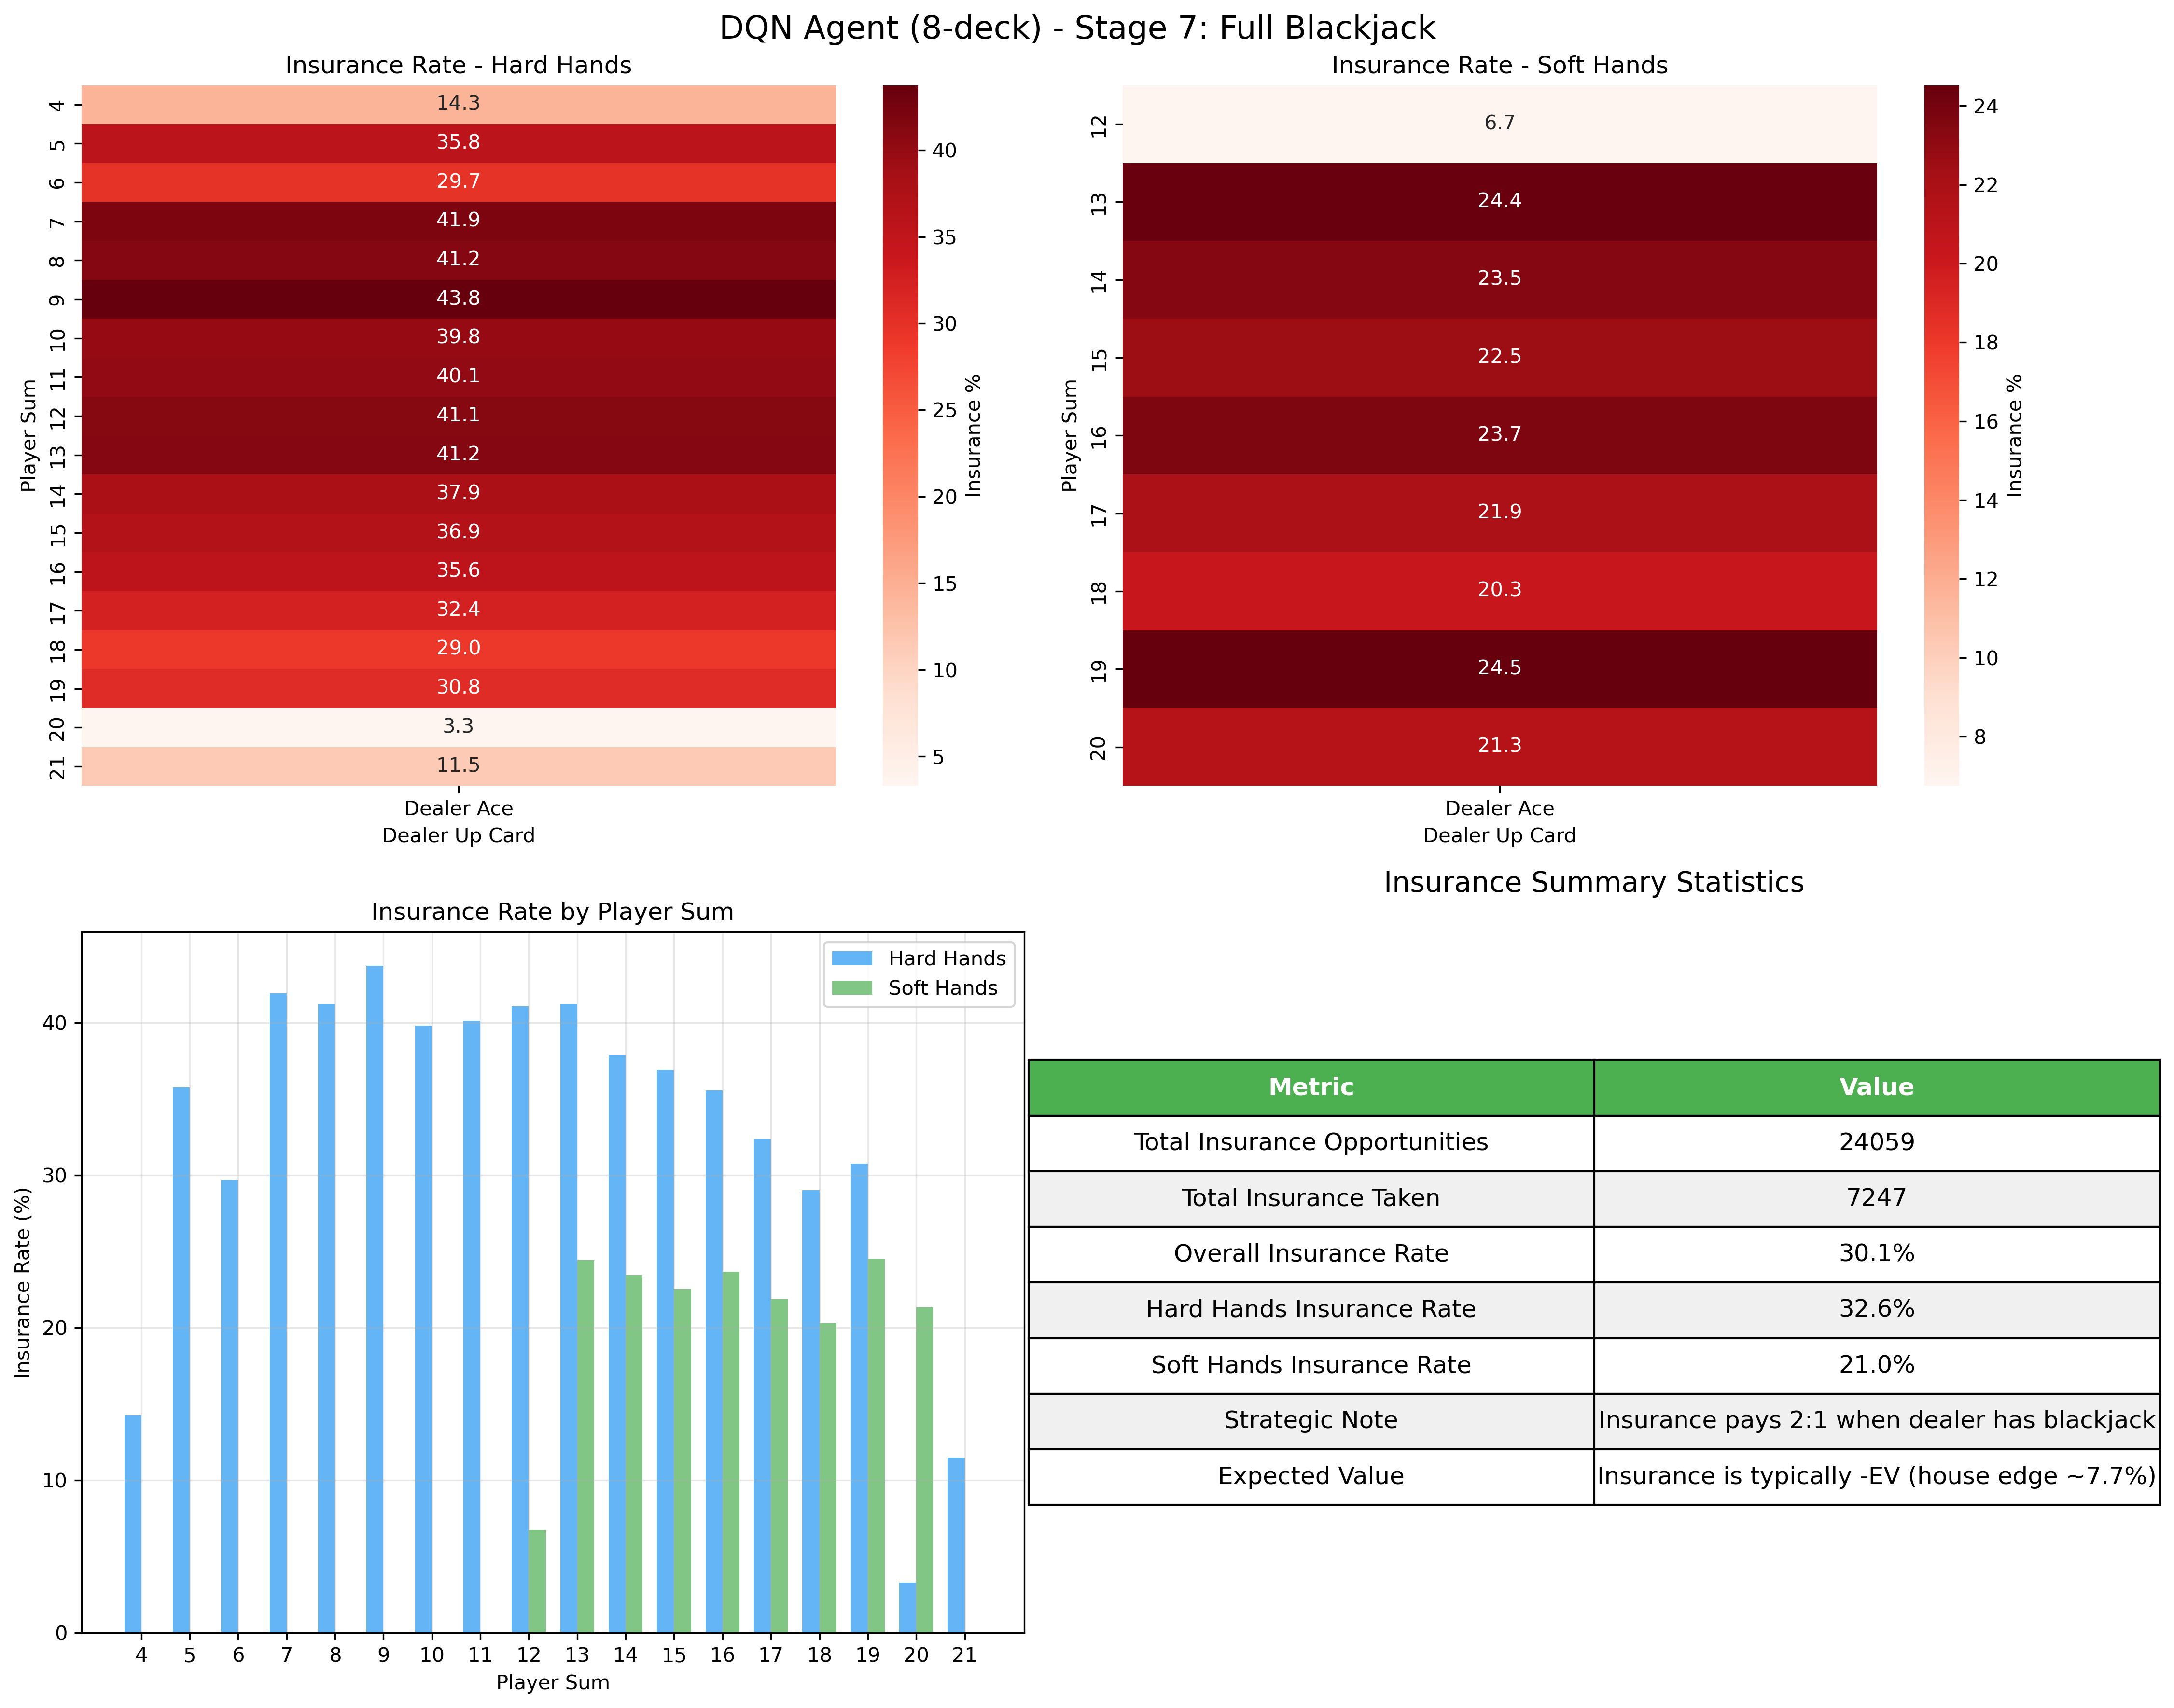 DQN Agent (8-deck) - Stage 7: Full Blackjack
Insurance Rate - Hard Hands
Player Sum
4 14.3
5 35.8
6 29.7
7 41.9
8 41.2
9 43.8
10 39.8
11 40.1
12 41.1
13 41.2
14 37.9
15 36.9
16 35.6
17 32.4
18 29.0
19 30.8
20 3.3
21 11.5
Dealer Ace
Dealer Up Card
40
35
30
25
20
15
10
5
Insurance %
Insurance Rate - Soft Hands
Player Sum
12 6.7
13 24.4
14 23.5
15 22.5
16 23.7
17 21.9
18 20.3
19 24.5
20 21.3
Dealer Ace
Dealer Up Card
24
22
20
18
16
14
12
10
8
Insurance %
Insurance Rate by Player Sum
Insurance Rate (%)
40
30
20
10
0
Hard Hands
Soft Hands
4 5 6 7 8 9 10 11 12 13 14 15 16 17 18 19 20 21
Player Sum
Insurance Summary Statistics
Metric Value
Total Insurance Opportunities 24059
Total Insurance Taken 7247
Overall Insurance Rate 30.1%
Hard Hands Insurance Rate 32.6%
Soft Hands Insurance Rate 21.0%
Strategic Note Insurance pays 2:1 when dealer has blackjack
Expected Value Insurance is typically -EV (house edge ~7.7%)